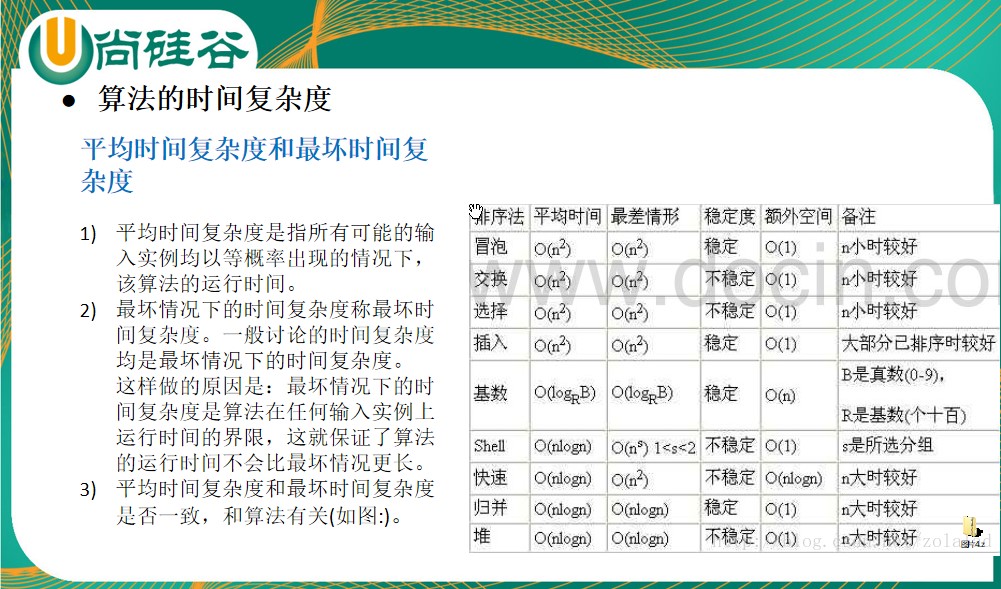 尚硅谷
● 算法的时间复杂度
平均时间复杂度和最坏时间复
杂度
1) 平均时间复杂度是指所有可能的输
入实例均以等概率出现的情况下，
该算法的运行时间。
2) 最坏情况下的时间复杂度称最坏时
间复杂度。一般讨论的时间复杂度
均是最坏情况下的时间复杂度。
这样做的原因是：最坏情况下的时
间复杂度是算法在任何输入实例上
运行时间的界限，这就保证了算法
的运行时间不会比最坏情况更长。
3) 平均时间复杂度和最坏时间复杂度
是否一致，和算法有关(如图:)。
排序法 平均时间 最差情形 稳定度 额外空间 备注
冒泡 O(n²) O(n²) 稳定 O(1) n小时较好
交换 O(n²) O(n²) 不稳定 O(1) n小时较好
选择 O(n²) O(n²) 不稳定 O(1) n小时较好
插入 O(n²) O(n²) 稳定 O(1) 大部分已排序时较好
基数 O(logRB) O(logRB) 稳定 O(n) B是真数(0-9)，
R是基数(个十百)
Shell O(nlogn) O(nˢ) 1<s<2 不稳定 O(1) s是所选分组
快速 O(nlogn) O(n²) 不稳定 O(nlogn) n大时较好
归并 O(nlogn) O(nlogn) 稳定 O(1) n大时较好
堆 O(nlogn) O(nlogn) 不稳定 O(1) n大时较好
www.docin.co